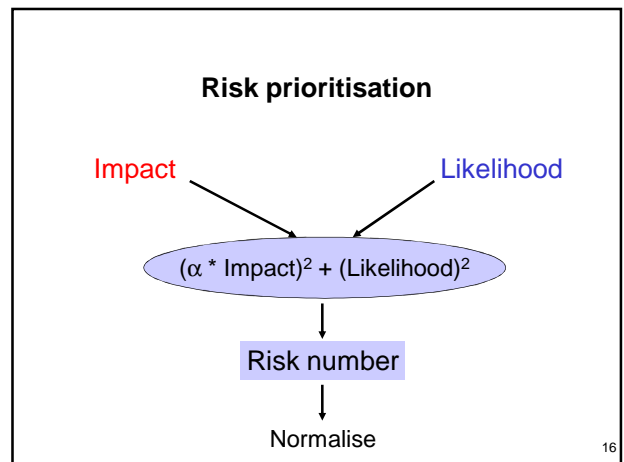 Risk prioritisation
Impact Likelihood
(α * Impact)² + (Likelihood)²
Risk number
Normalise
16